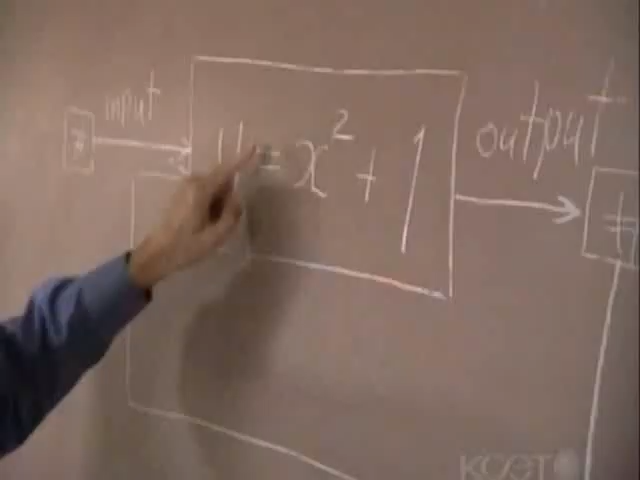 input
y = x² + 1
output
KCET